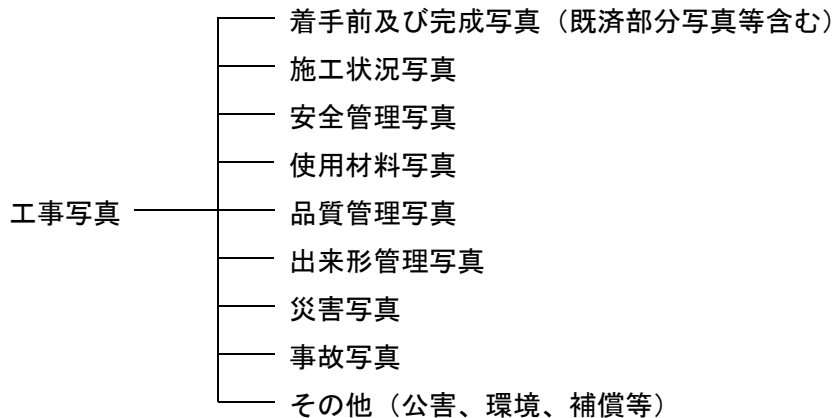 着手前及び完成写真（既済部分写真等含む）
施工状況写真
安全管理写真
使用材料写真
工事写真
品質管理写真
出来形管理写真
災害写真
事故写真
その他（公害、環境、補償等）